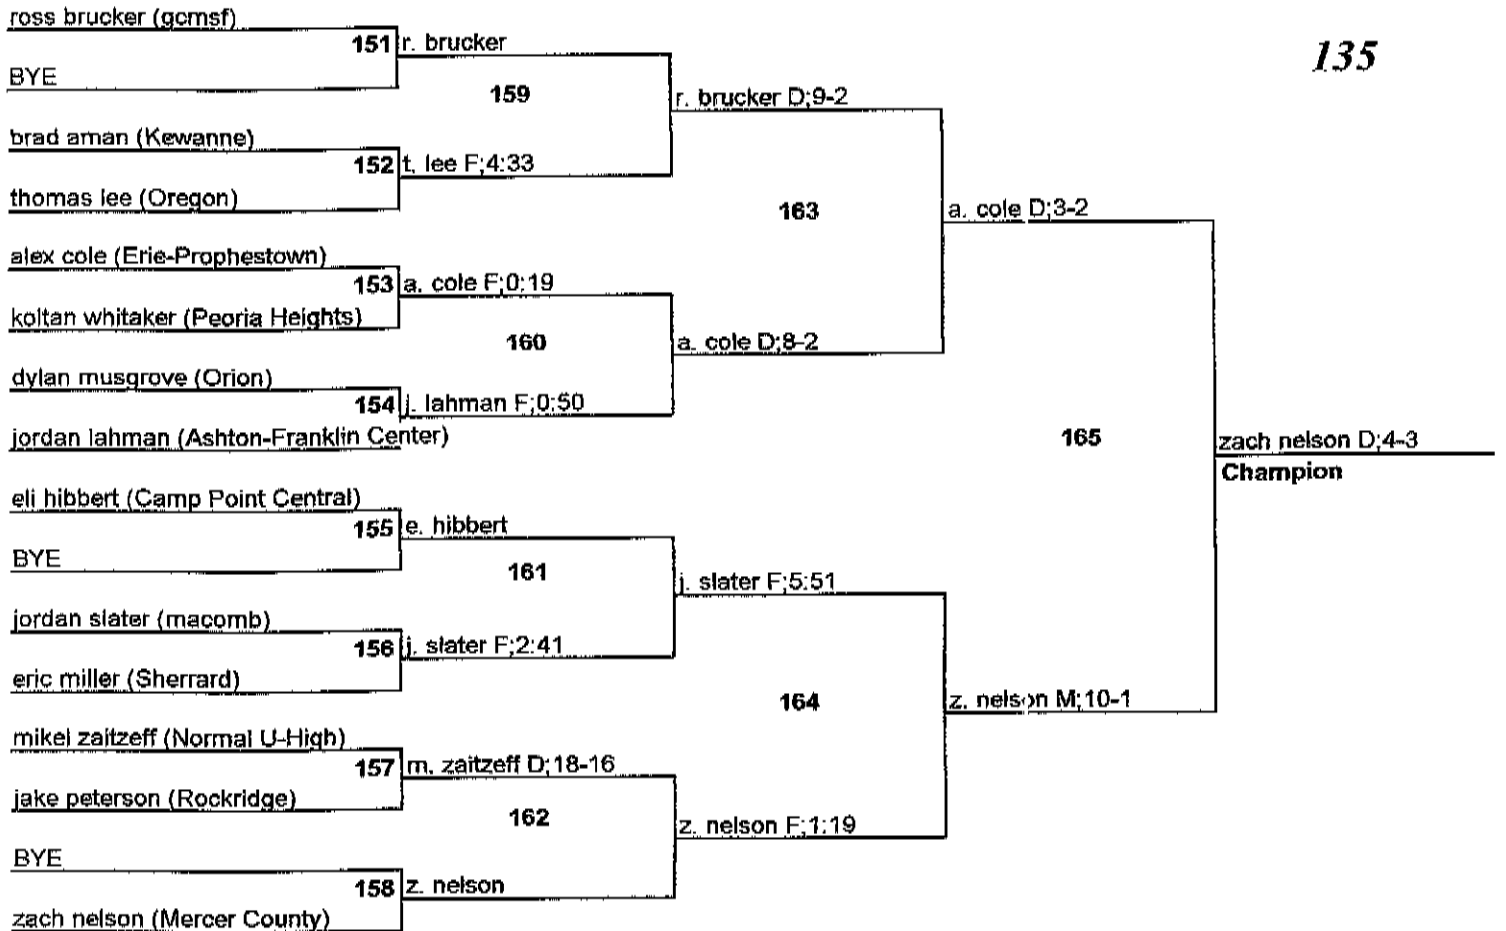 ross brucker (gcmsf)
151 r. brucker
135
BYE
159
r. brucker D;9-2
brad aman (Kewanne)
152 t. lee F;4:33
thomas lee (Oregon)
163
a. cole D;3-2
alex cole (Erie-Prophestown)
153 a. cole F;0:19
koltan whitaker (Peoria Heights)
160
a. cole D;8-2
dylan musgrove (Orion)
154 j. lahman F;0:50
jordan lahman (Ashton-Franklin Center)
165
zach nelson D;4-3
Champion
eli hibbert (Camp Point Central)
155 e. hibbert
BYE
161
j. slater F;5:51
jordan slater (macomb)
156 j. slater F;2:41
eric miller (Sherrard)
164
z. nelson M;10-1
mikel zaitzeff (Normal U-High)
157 m. zaitzeff D;18-16
jake peterson (Rockridge)
162
z. nelson F;1:19
BYE
158 z. nelson
zach nelson (Mercer County)